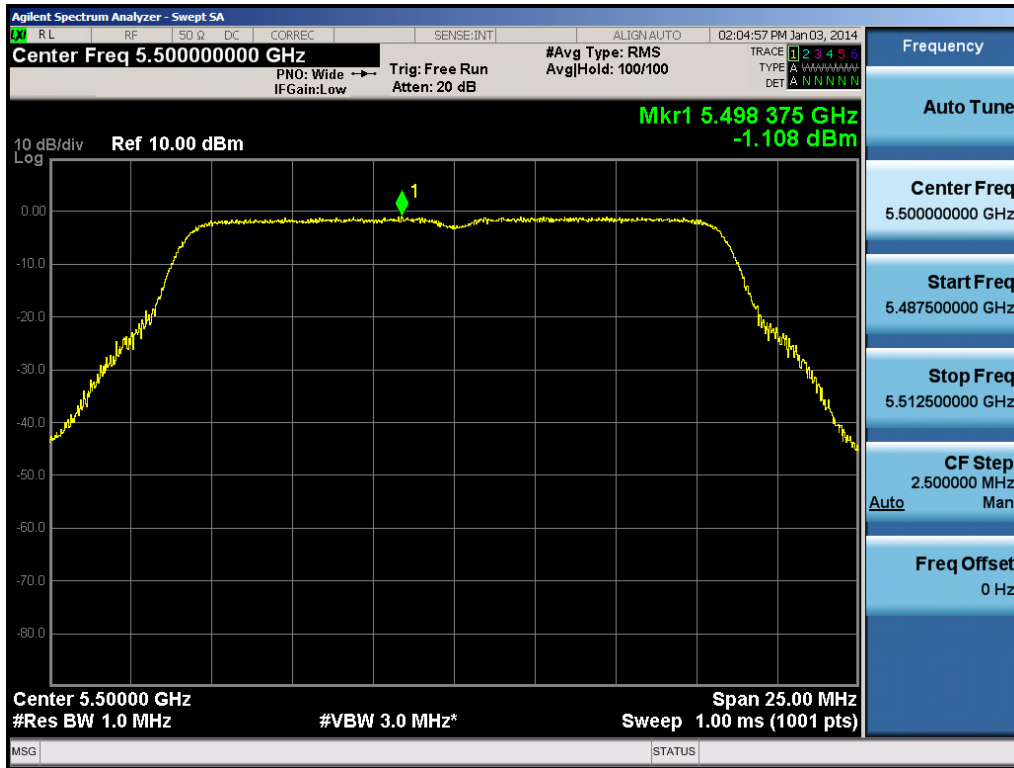 Agilent Spectrum Analyzer - Swept SA
LXI RL RF 50 Ω DC CORREC SENSE:INT ALIGN AUTO 02:04:57 PM Jan 03, 2014
Center Freq 5.500000000 GHz
PNO: Wide
IFGain:Low
Trig: Free Run
Atten: 20 dB
#Avg Type: RMS
Avg|Hold: 100/100
TRACE 1 2 3 4 5 6
TYPE A WWWWW
DET A N N N N N
Mkr1 5.498 375 GHz
-1.108 dBm
10 dB/div Ref 10.00 dBm
Log
1
0.00
-10.0
-20.0
-30.0
-40.0
-50.0
-60.0
-70.0
-80.0
Center 5.50000 GHz Span 25.00 MHz
#Res BW 1.0 MHz #VBW 3.0 MHz* Sweep 1.00 ms (1001 pts)
MSG STATUS
Frequency
Auto Tune
Center Freq
5.500000000 GHz
Start Freq
5.487500000 GHz
Stop Freq
5.512500000 GHz
CF Step
2.500000 MHz
Auto Man
Freq Offset
0 Hz